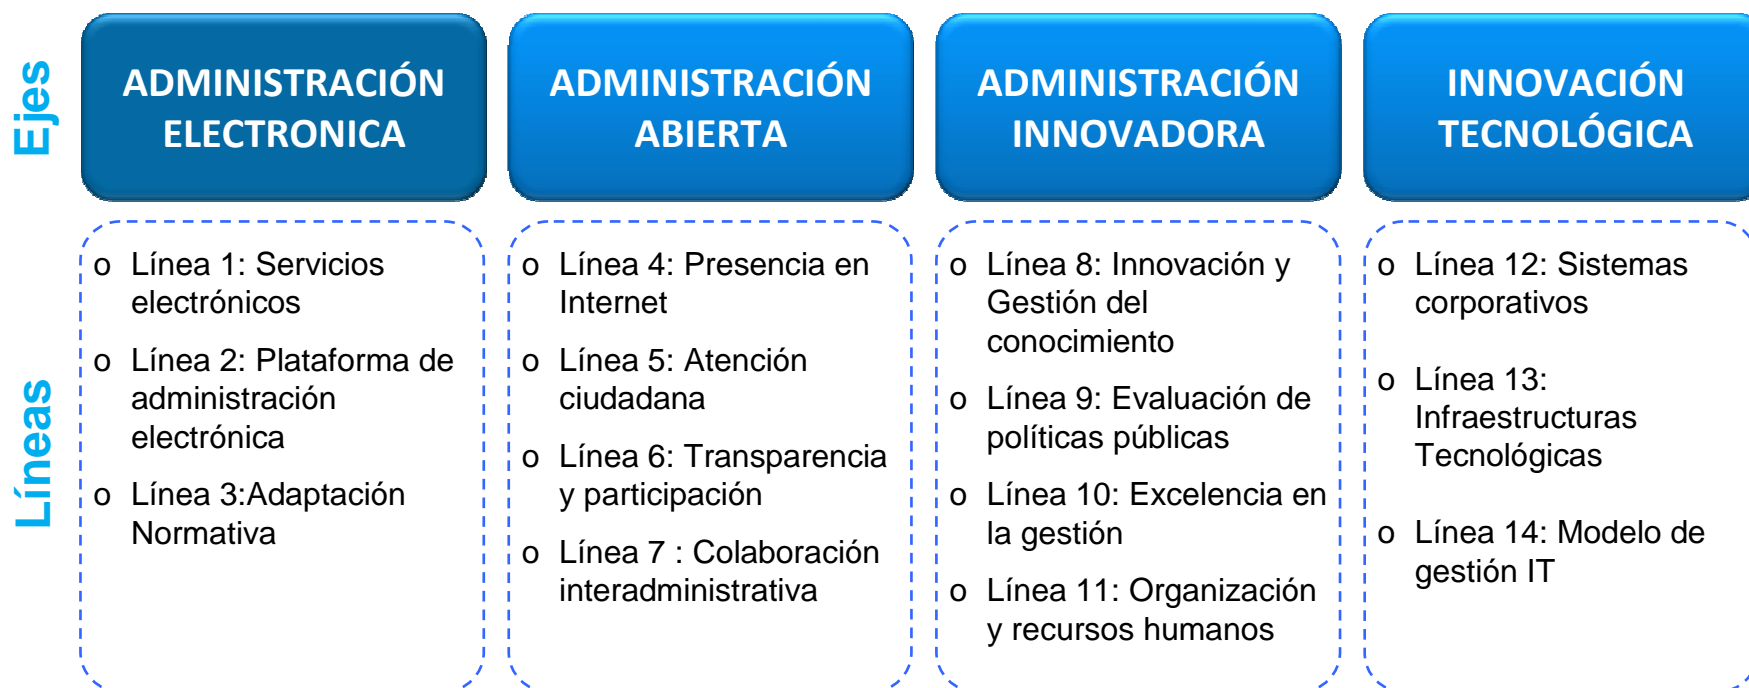 Ejes
ADMINISTRACIÓN
ELECTRONICA
ADMINISTRACIÓN
ABIERTA
ADMINISTRACIÓN
INNOVADORA
INNOVACIÓN
TECNOLÓGICA
Líneas
o Línea 1: Servicios
electrónicos
o Línea 2: Plataforma de
administración
electrónica
o Línea 3:Adaptación
Normativa
o Línea 4: Presencia en
Internet
o Línea 5: Atención
ciudadana
o Línea 6: Transparencia
y participación
o Línea 7 : Colaboración
interadministrativa
o Línea 8: Innovación y
Gestión del
conocimiento
o Línea 9: Evaluación de
políticas públicas
o Línea 10: Excelencia en
la gestión
o Línea 11: Organización
y recursos humanos
o Línea 12: Sistemas
corporativos
o Línea 13:
Infraestructuras
Tecnológicas
o Línea 14: Modelo de
gestión IT